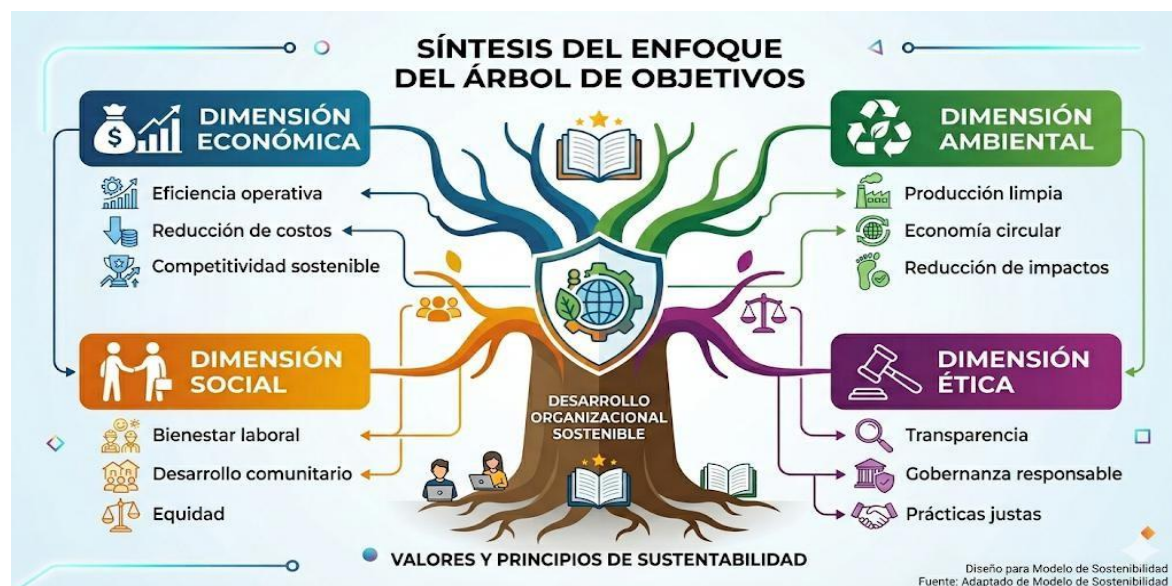 SÍNTESIS DEL ENFOQUE
DEL ÁRBOL DE OBJETIVOS
$
DIMENSIÓN
ECONÓMICA
Eficiencia operativa
Reducción de costos
Competitividad sostenible
DIMENSIÓN
AMBIENTAL
Producción limpia
Economía circular
Reducción de impactos
DIMENSIÓN
SOCIAL
Bienestar laboral
Desarrollo comunitario
Equidad
DESARROLLO
ORGANIZACIONAL
SOSTENIBLE
DIMENSIÓN
ÉTICA
Transparencia
Gobernanza responsable
Prácticas justas
VALORES Y PRINCIPIOS DE SUSTENTABILIDAD
Diseño para Modelo de Sostenibilidad
Fuente: Adaptado de Modelo de Sostenibilidad